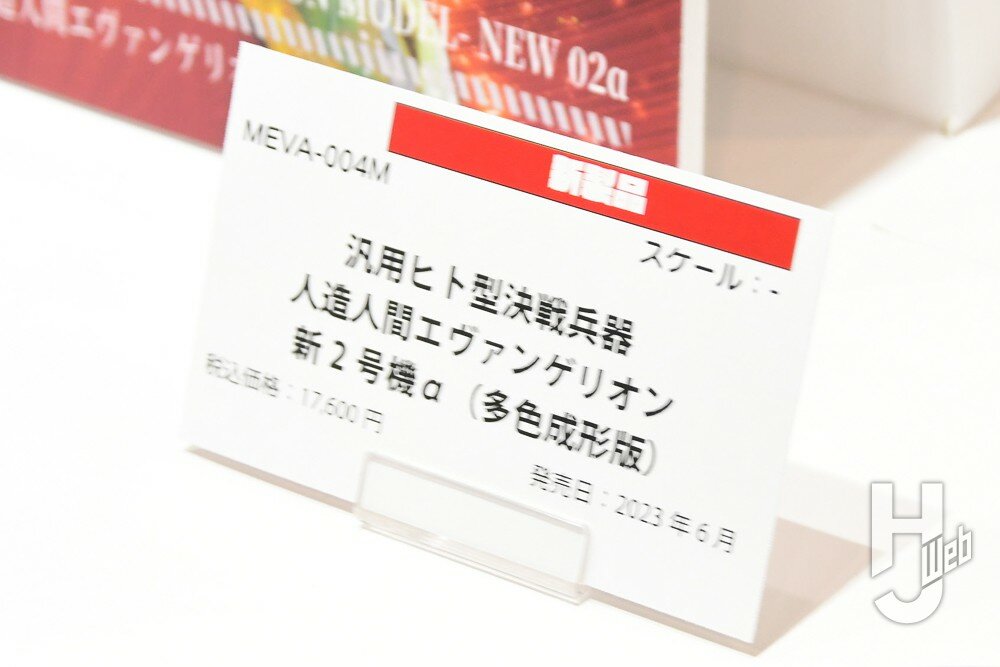 MODEL- NEW 02α
人造人間エヴァンゲリオ
MEVA-004M
新製品
スケール：-
汎用ヒト型決戦兵器
人造人間エヴァンゲリオン
新2号機α（多色成形版）
税込価格：17,600円
発売日：2023年6月
HJ Web